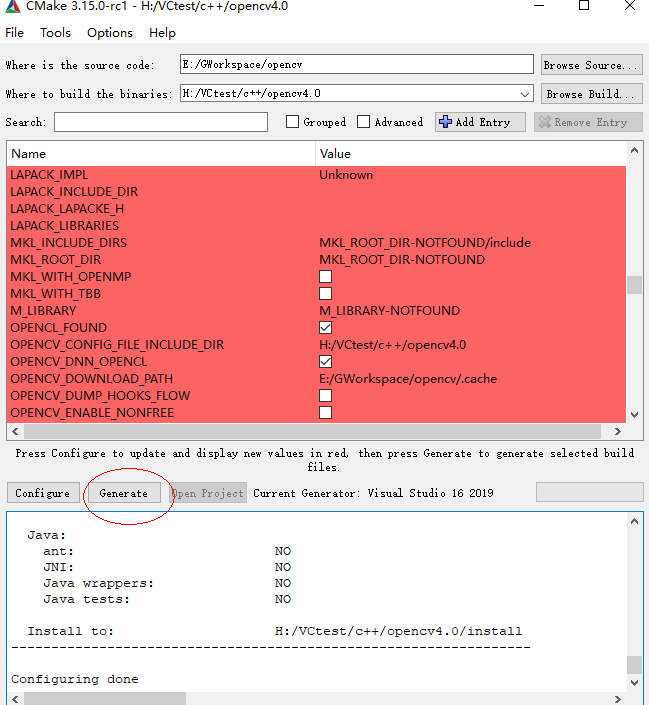 CMake 3.15.0-rc1 - H:/VCtest/c++/opencv4.0
File Tools Options Help
Where is the source code: E:/GWorkspace/opencv Browse Source...
Where to build the binaries: H:/VCtest/c++/opencv4.0 Browse Build...
Search: Grouped Advanced Add Entry Remove Entry
Name Value
LAPACK_IMPL Unknown
LAPACK_INCLUDE_DIR
LAPACK_LAPACKE_H
LAPACK_LIBRARIES
MKL_INCLUDE_DIRS MKL_ROOT_DIR-NOTFOUND/include
MKL_ROOT_DIR MKL_ROOT_DIR-NOTFOUND
MKL_WITH_OPENMP
MKL_WITH_TBB
M_LIBRARY M_LIBRARY-NOTFOUND
OPENCL_FOUND
OPENCV_CONFIG_FILE_INCLUDE_DIR H:/VCtest/c++/opencv4.0
OPENCV_DNN_OPENCL
OPENCV_DOWNLOAD_PATH E:/GWorkspace/opencv/.cache
OPENCV_DUMP_HOOKS_FLOW
OPENCV_ENABLE_NONFREE
Press Configure to update and display new values in red, then press Generate to generate selected build
files.
Configure Generate Open Project Current Generator: Visual Studio 16 2019
Java:
ant: NO
JNI: NO
Java wrappers: NO
Java tests: NO
Install to: H:/VCtest/c++/opencv4.0/install
-----------------------------------------------------------------
Configuring done